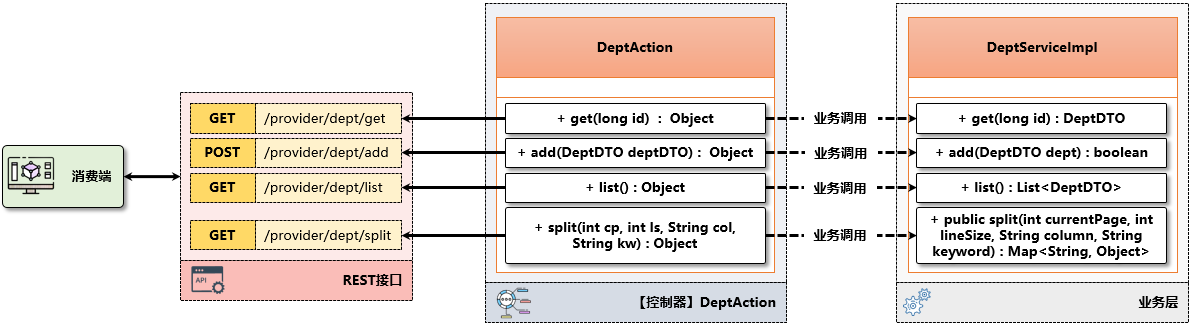 消费端
GET
/provider/dept/get
POST
/provider/dept/add
GET
/provider/dept/list
GET
/provider/dept/split
API
REST接口
DeptAction
+ get(long id) : Object
+ add(DeptDTO deptDTO) : Object
+ list() : Object
+ split(int cp, int ls, String col,
String kw) : Object
【控制器】DeptAction
业务调用
业务调用
业务调用
业务调用
DeptServiceImpl
+ get(long id) : DeptDTO
+ add(DeptDTO dept) : boolean
+ list() : List<DeptDTO>
+ public split(int currentPage, int
lineSize, String column, String
keyword) : Map<String, Object>
业务层